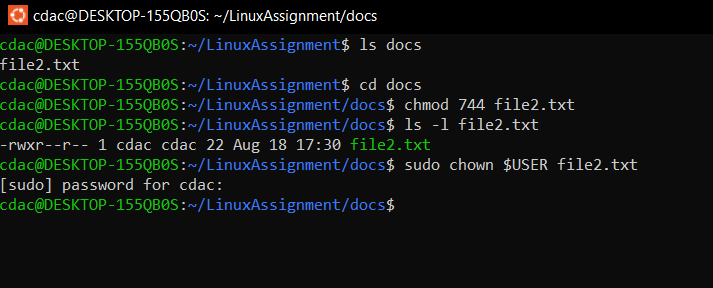 cdac@DESKTOP-155QB0S: ~/LinuxAssignment/docs
cdac@DESKTOP-155QB0S:~/LinuxAssignment$ ls docs
file2.txt
cdac@DESKTOP-155QB0S:~/LinuxAssignment$ cd docs
cdac@DESKTOP-155QB0S:~/LinuxAssignment/docs$ chmod 744 file2.txt
cdac@DESKTOP-155QB0S:~/LinuxAssignment/docs$ ls -l file2.txt
-rwxr--r-- 1 cdac cdac 22 Aug 18 17:30 file2.txt
cdac@DESKTOP-155QB0S:~/LinuxAssignment/docs$ sudo chown $USER file2.txt
[sudo] password for cdac:
cdac@DESKTOP-155QB0S:~/LinuxAssignment/docs$